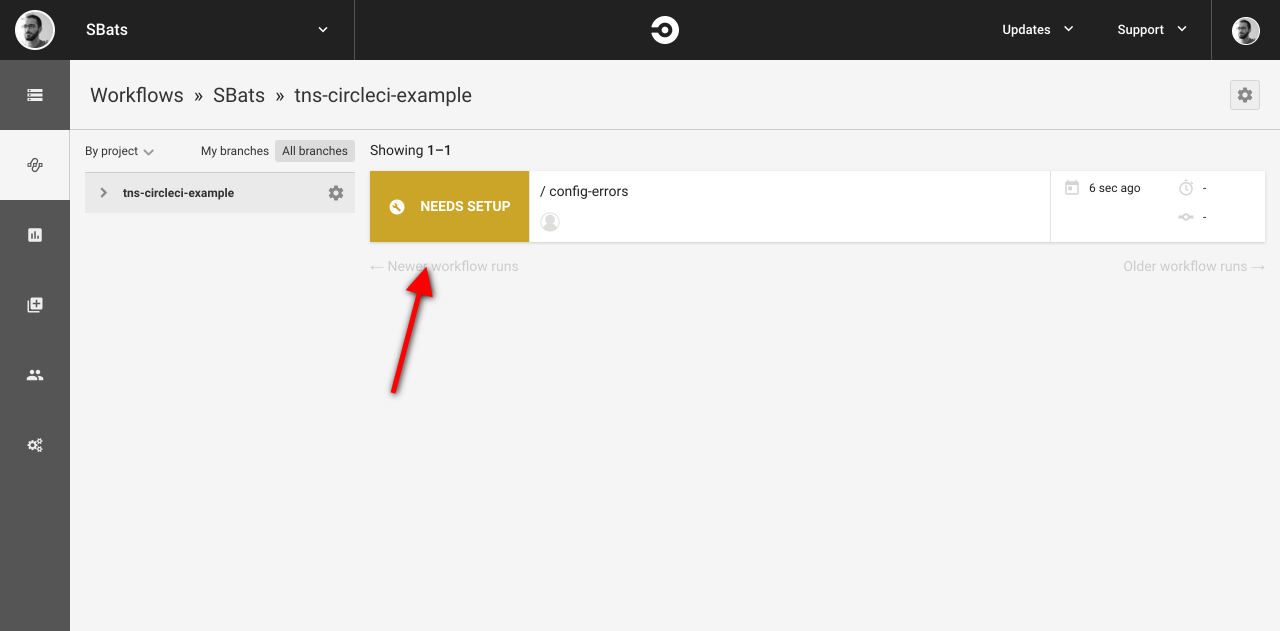 SBats
Updates
Support
Workflows » SBats » tns-circleci-example
By project
My branches
All branches
Showing 1–1
tns-circleci-example
NEEDS SETUP
/ config-errors
6 sec ago
-
-
← Newer workflow runs
Older workflow runs →